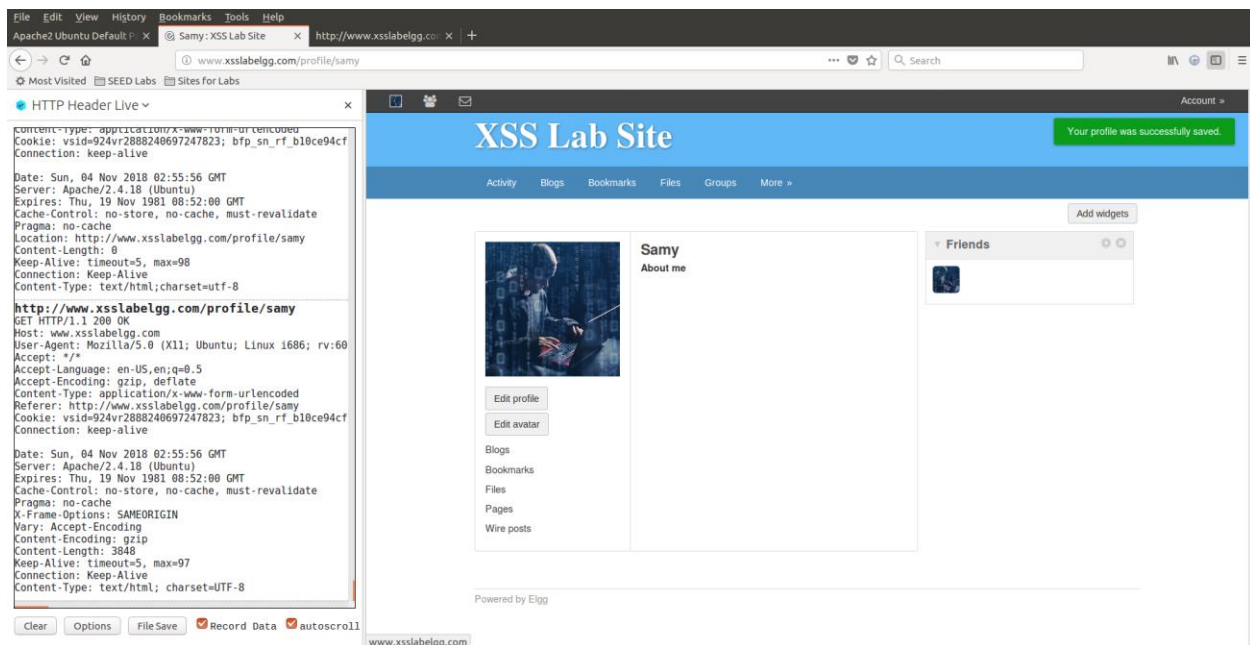 File Edit View History Bookmarks Tools Help
Apache2 Ubuntu Default P
Samy: XSS Lab Site
http://www.xsslabelgg.co
www.xsslabelgg.com/profile/samy
Search
Most Visited SEED Labs Sites for Labs
HTTP Header Live
Content-Type: application/x-www-form-urlencoded
Cookie: vsid=924vr2888240697247823; bfp_sn_rf_b10ce94cf
Connection: keep-alive
Date: Sun, 04 Nov 2018 02:55:56 GMT
Server: Apache/2.4.18 (Ubuntu)
Expires: Thu, 19 Nov 1981 08:52:00 GMT
Cache-Control: no-store, no-cache, must-revalidate
Pragma: no-cache
Location: http://www.xsslabelgg.com/profile/samy
Content-Length: 0
Keep-Alive: timeout=5, max=98
Connection: Keep-Alive
Content-Type: text/html;charset=utf-8
http://www.xsslabelgg.com/profile/samy
GET HTTP/1.1 200 OK
Host: www.xsslabelgg.com
User-Agent: Mozilla/5.0 (X11; Ubuntu; Linux i686; rv:60
Accept: */*
Accept-Language: en-US,en;q=0.5
Accept-Encoding: gzip, deflate
Content-Type: application/x-www-form-urlencoded
Referer: http://www.xsslabelgg.com/profile/samy
Cookie: vsid=924vr2888240697247823; bfp_sn_rf_b10ce94cf
Connection: keep-alive
Date: Sun, 04 Nov 2018 02:55:56 GMT
Server: Apache/2.4.18 (Ubuntu)
Expires: Thu, 19 Nov 1981 08:52:00 GMT
Cache-Control: no-store, no-cache, must-revalidate
Pragma: no-cache
X-Frame-Options: SAMEORIGIN
Vary: Accept-Encoding
Content-Encoding: gzip
Content-Length: 3848
Keep-Alive: timeout=5, max=97
Connection: Keep-Alive
Content-Type: text/html; charset=UTF-8
Clear Options File Save Record Data autoscroll
Account »
XSS Lab Site
Your profile was successfully saved.
Activity Blogs Bookmarks Files Groups More »
Add widgets
Samy
About me
Friends
Edit profile
Edit avatar
Blogs
Bookmarks
Files
Pages
Wire posts
Powered by Elgg
www.xsslabelgg.com